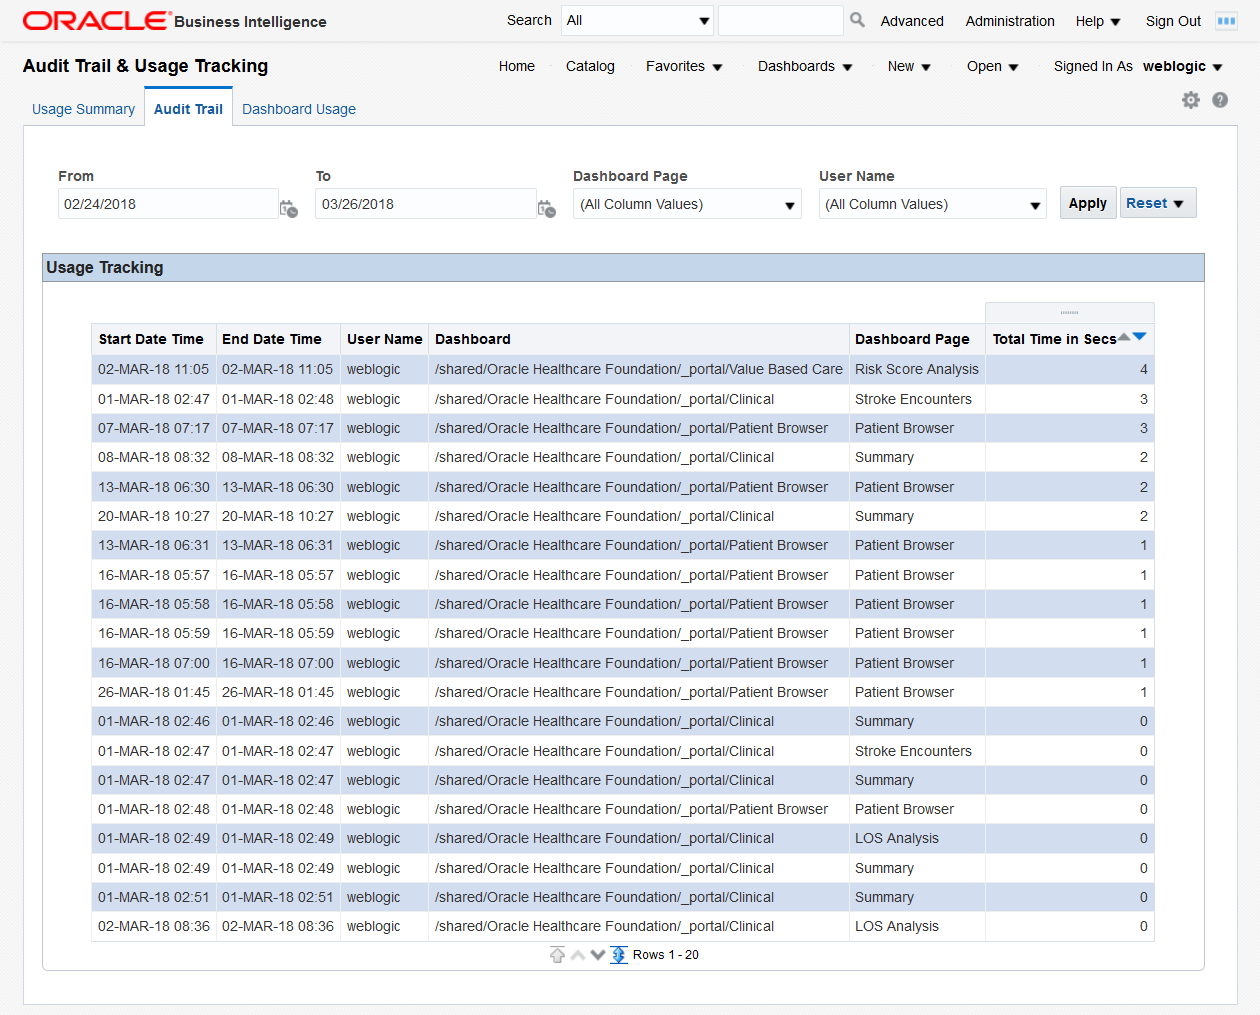 ORACLE® Business Intelligence Search All Advanced Administration Help Sign Out
Audit Trail & Usage Tracking Home Catalog Favorites Dashboards New Open Signed In As weblogic
Usage Summary Audit Trail Dashboard Usage
From To Dashboard Page User Name
02/24/2018 03/26/2018 (All Column Values) (All Column Values) Apply Reset
Usage Tracking
Start Date Time End Date Time User Name Dashboard Dashboard Page Total Time in Secs
02-MAR-18 11:05 02-MAR-18 11:05 weblogic /shared/Oracle Healthcare Foundation/_portal/Value Based Care Risk Score Analysis 4
01-MAR-18 02:47 01-MAR-18 02:48 weblogic /shared/Oracle Healthcare Foundation/_portal/Clinical Stroke Encounters 3
07-MAR-18 07:17 07-MAR-18 07:17 weblogic /shared/Oracle Healthcare Foundation/_portal/Patient Browser Patient Browser 3
08-MAR-18 08:32 08-MAR-18 08:32 weblogic /shared/Oracle Healthcare Foundation/_portal/Clinical Summary 2
13-MAR-18 06:30 13-MAR-18 06:30 weblogic /shared/Oracle Healthcare Foundation/_portal/Patient Browser Patient Browser 2
20-MAR-18 10:27 20-MAR-18 10:27 weblogic /shared/Oracle Healthcare Foundation/_portal/Clinical Summary 2
13-MAR-18 06:31 13-MAR-18 06:31 weblogic /shared/Oracle Healthcare Foundation/_portal/Patient Browser Patient Browser 1
16-MAR-18 05:57 16-MAR-18 05:57 weblogic /shared/Oracle Healthcare Foundation/_portal/Patient Browser Patient Browser 1
16-MAR-18 05:58 16-MAR-18 05:58 weblogic /shared/Oracle Healthcare Foundation/_portal/Patient Browser Patient Browser 1
16-MAR-18 05:59 16-MAR-18 05:59 weblogic /shared/Oracle Healthcare Foundation/_portal/Patient Browser Patient Browser 1
16-MAR-18 07:00 16-MAR-18 07:00 weblogic /shared/Oracle Healthcare Foundation/_portal/Patient Browser Patient Browser 1
26-MAR-18 01:45 26-MAR-18 01:45 weblogic /shared/Oracle Healthcare Foundation/_portal/Patient Browser Patient Browser 1
01-MAR-18 02:46 01-MAR-18 02:46 weblogic /shared/Oracle Healthcare Foundation/_portal/Clinical Summary 0
01-MAR-18 02:47 01-MAR-18 02:47 weblogic /shared/Oracle Healthcare Foundation/_portal/Clinical Stroke Encounters 0
01-MAR-18 02:47 01-MAR-18 02:47 weblogic /shared/Oracle Healthcare Foundation/_portal/Clinical Summary 0
01-MAR-18 02:48 01-MAR-18 02:48 weblogic /shared/Oracle Healthcare Foundation/_portal/Patient Browser Patient Browser 0
01-MAR-18 02:49 01-MAR-18 02:49 weblogic /shared/Oracle Healthcare Foundation/_portal/Clinical LOS Analysis 0
01-MAR-18 02:49 01-MAR-18 02:49 weblogic /shared/Oracle Healthcare Foundation/_portal/Clinical Summary 0
01-MAR-18 02:51 01-MAR-18 02:51 weblogic /shared/Oracle Healthcare Foundation/_portal/Clinical Summary 0
02-MAR-18 08:36 02-MAR-18 08:36 weblogic /shared/Oracle Healthcare Foundation/_portal/Clinical LOS Analysis 0
Rows 1 - 20